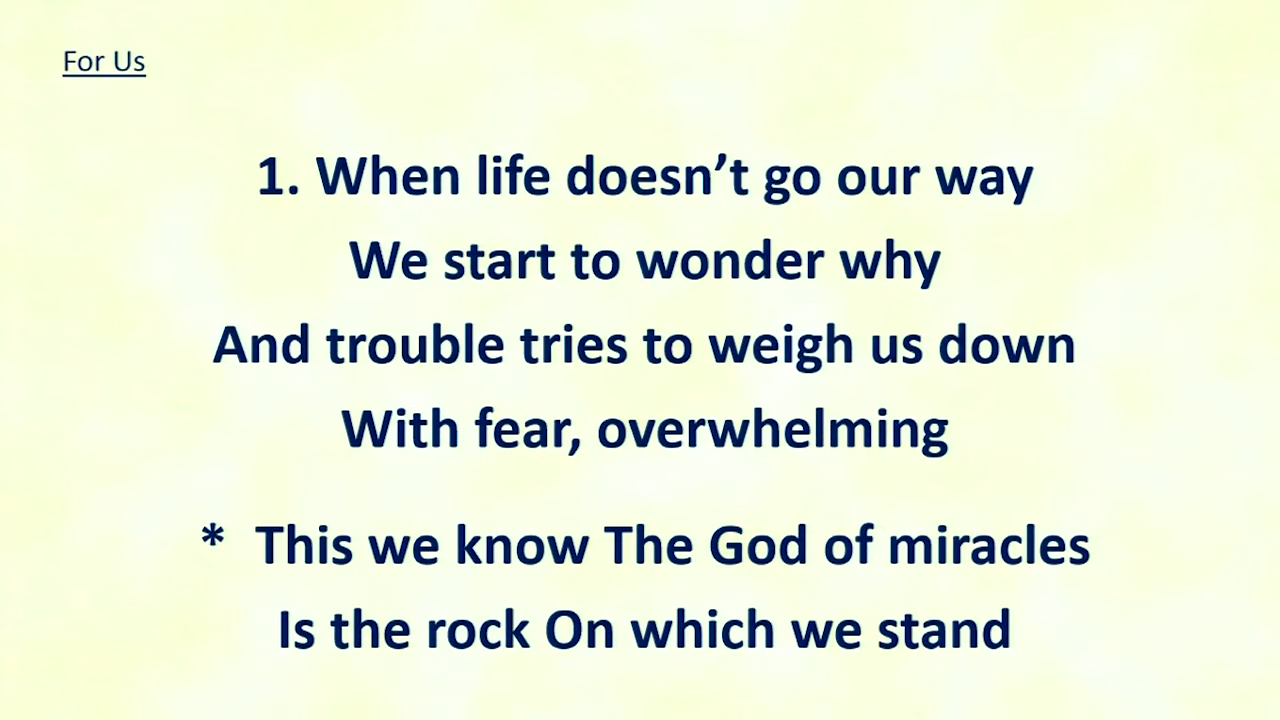 For Us
1. When life doesn’t go our way
We start to wonder why
And trouble tries to weigh us down
With fear, overwhelming
* This we know The God of miracles
Is the rock On which we stand